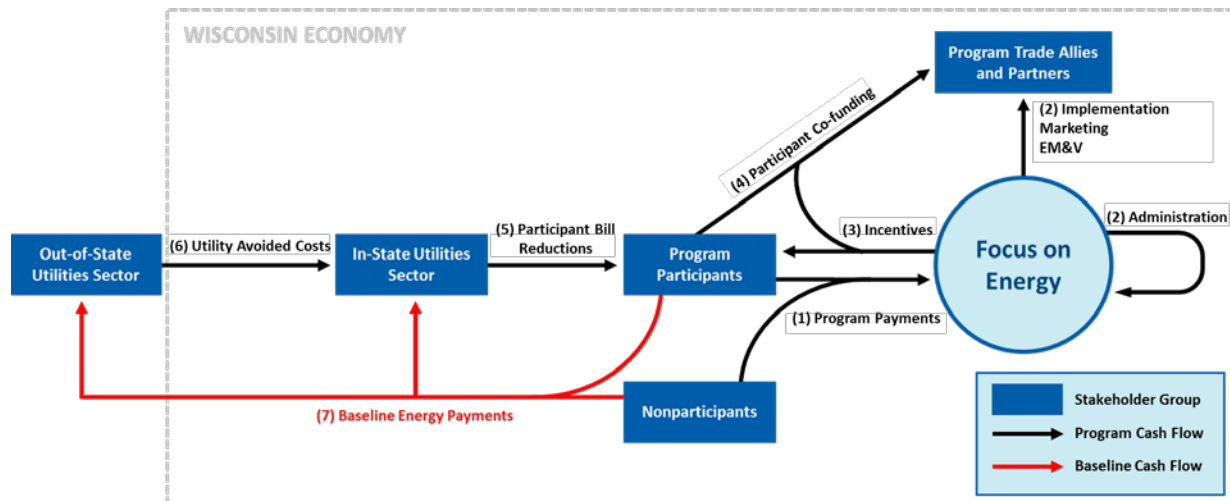 WISCONSIN ECONOMY
Program Trade Allies
and Partners
(2) Implementation
Marketing
EM&V
(4) Participant Co-funding
(2) Administration
(3) Incentives
(5) Participant Bill
Reductions
(6) Utility Avoided Costs
Out-of-State
Utilities Sector
In-State Utilities
Sector
Program
Participants
Focus on
Energy
(1) Program Payments
Nonparticipants
(7) Baseline Energy Payments
Stakeholder Group
Program Cash Flow
Baseline Cash Flow